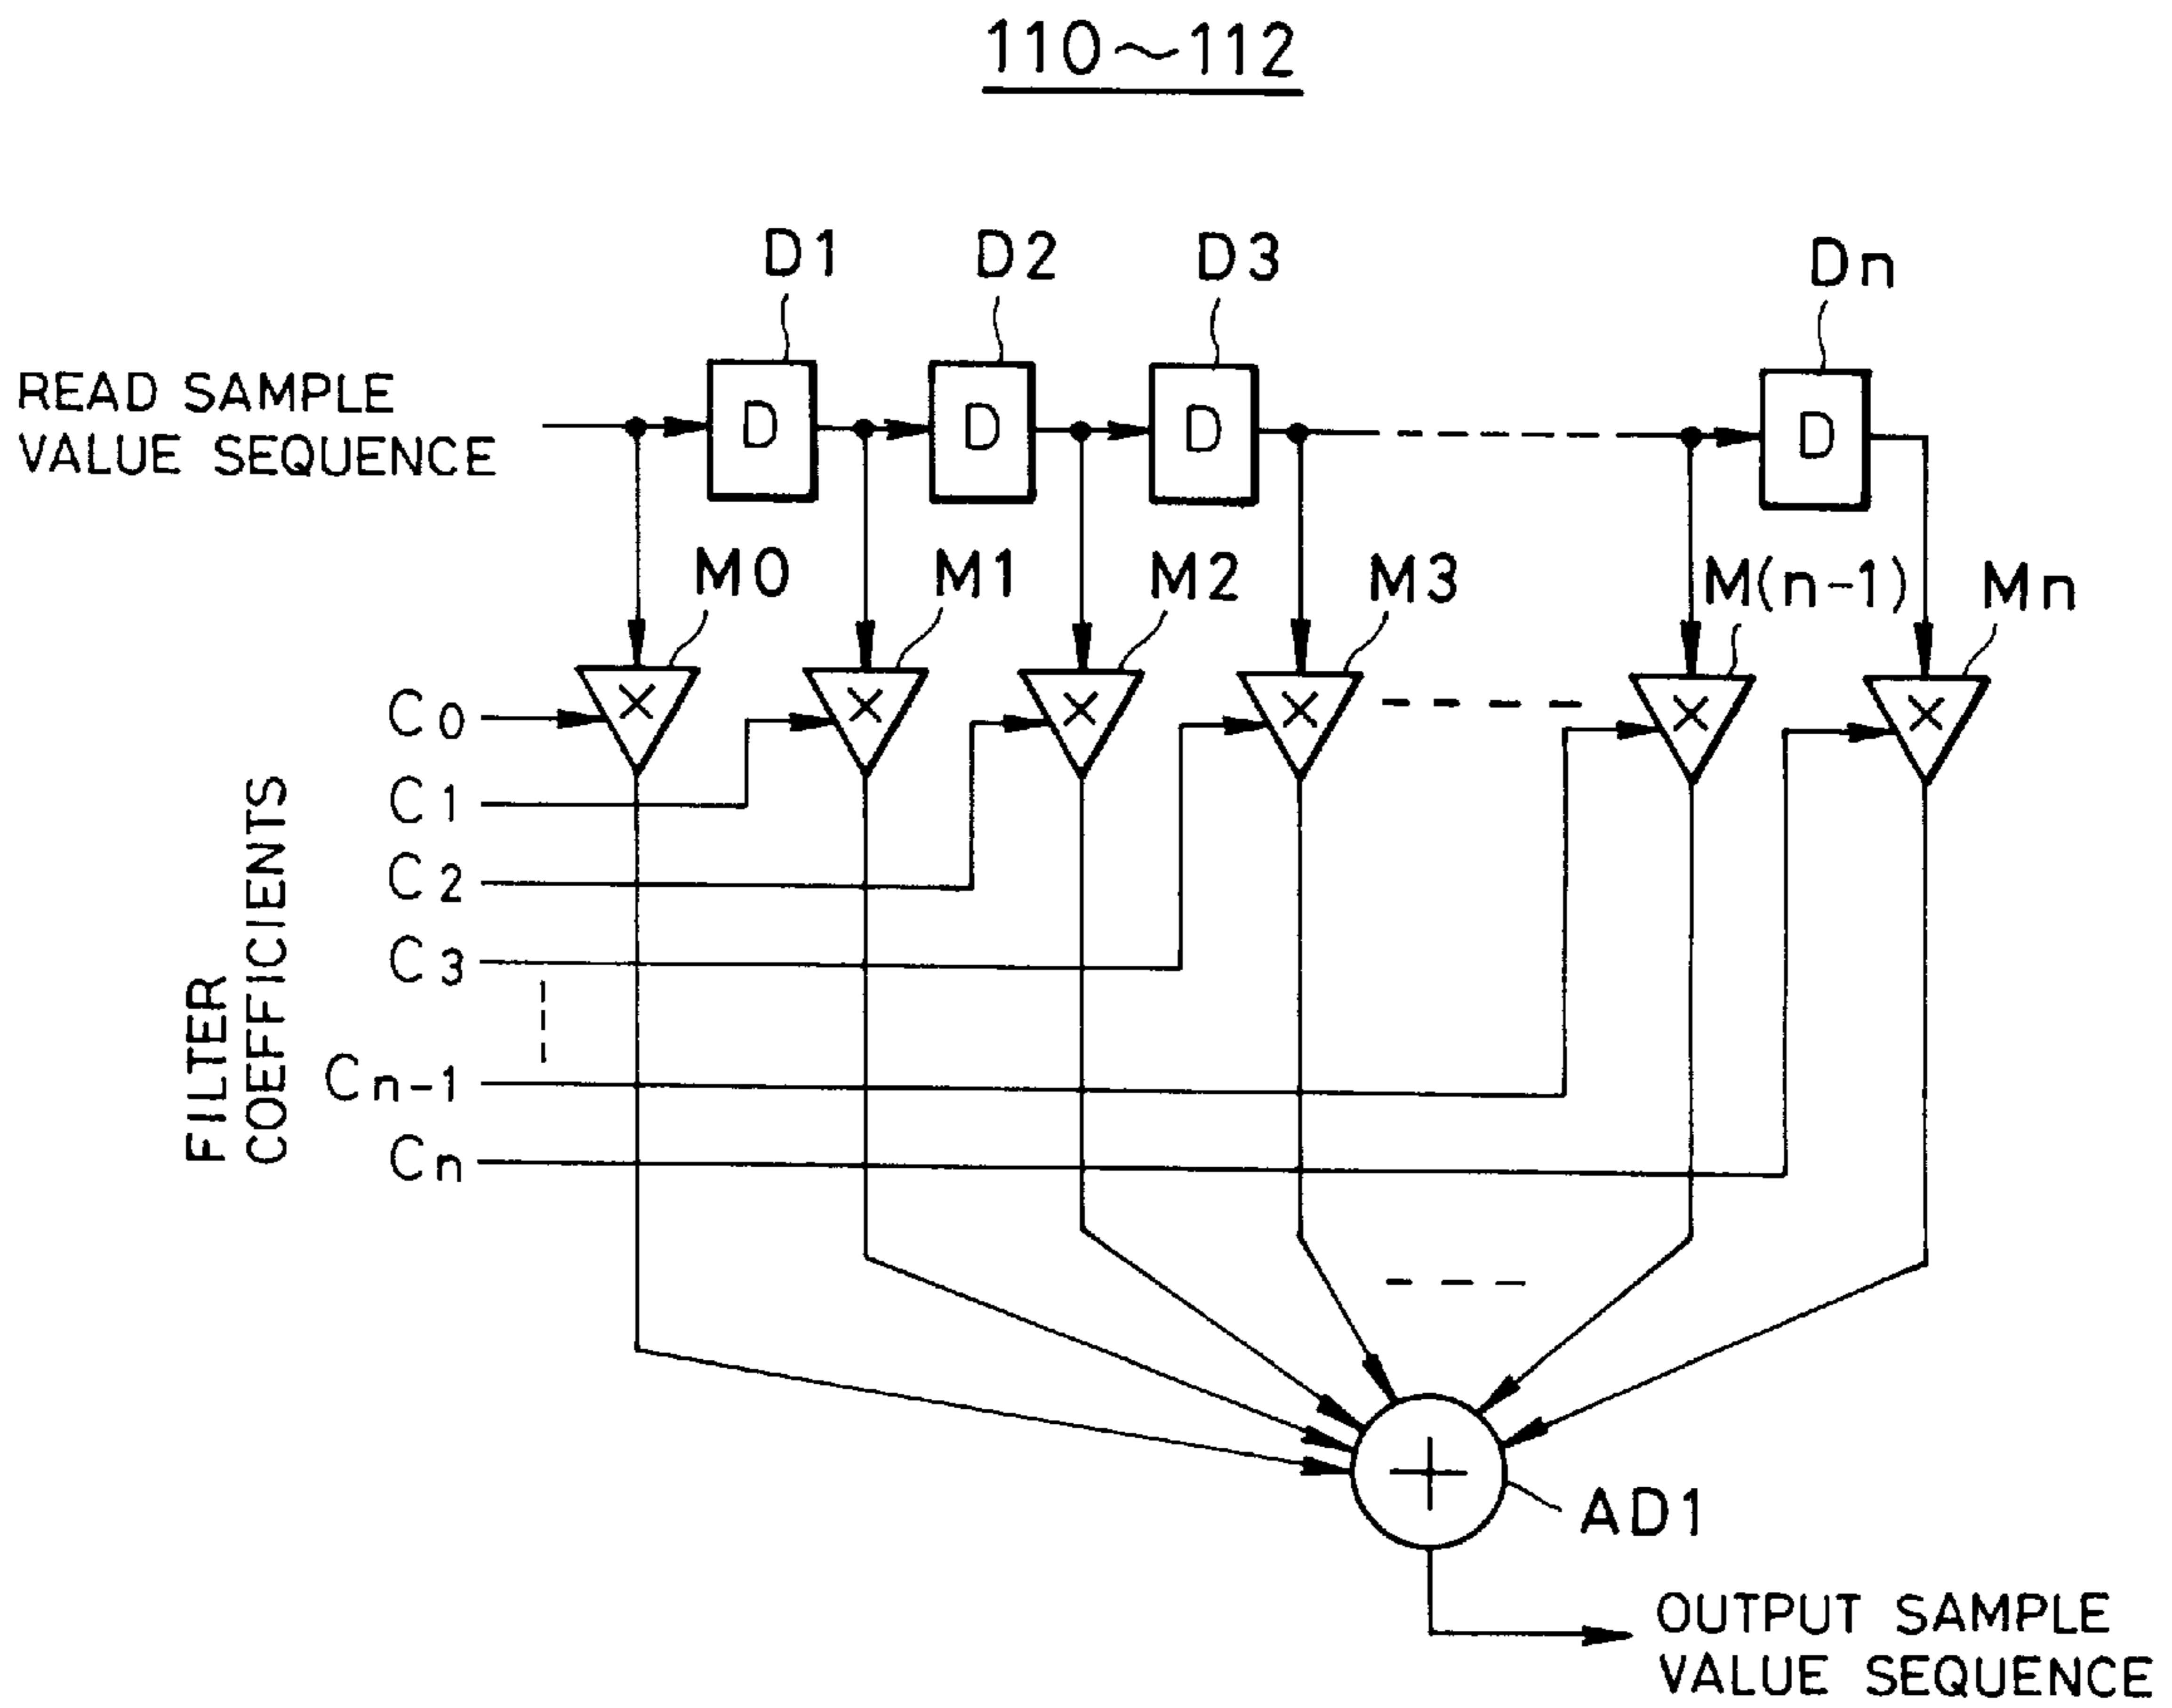 110～112
D1 D2 D3 Dn
READ SAMPLE
VALUE SEQUENCE
D D D D
M0 M1 M2 M3 M(n-1) Mn
× × × × × ×
C0
C1
C2
C3
Cn-1
Cn
FILTER
COEFFICIENTS
+
AD1
OUTPUT SAMPLE
VALUE SEQUENCE